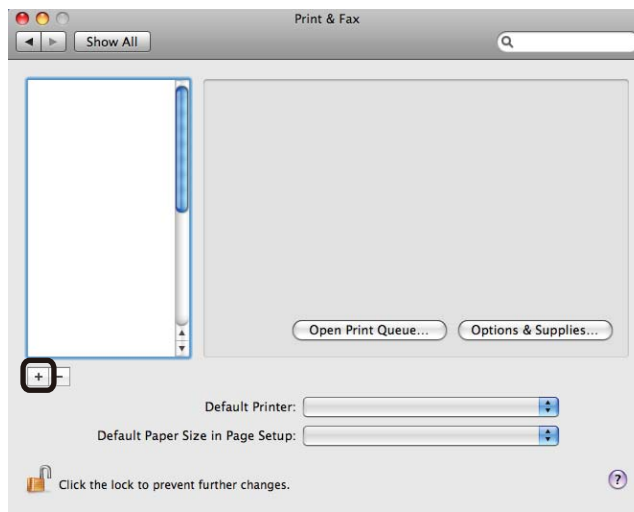 Print & Fax
Show All
Open Print Queue... Options & Supplies...
+ -
Default Printer:
Default Paper Size in Page Setup:
Click the lock to prevent further changes.
?